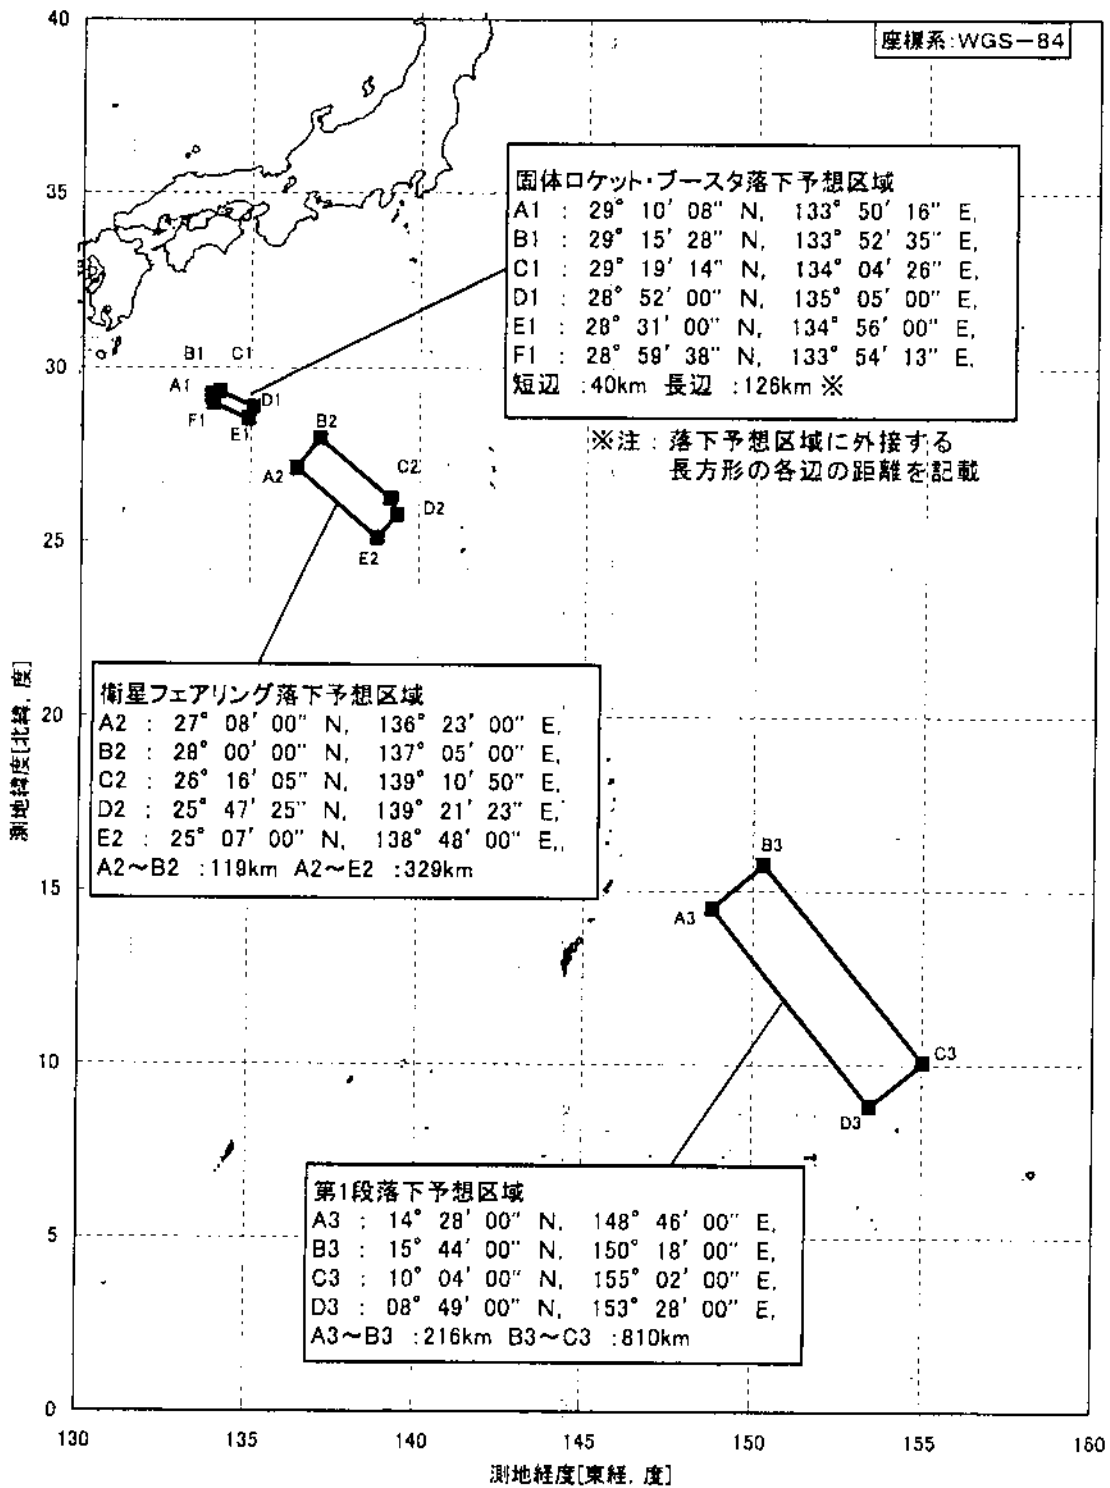 40
座標系:WGS-84
固体ロケット・ブースタ落下予想区域
A1 : 29° 10' 08" N, 133° 50' 16" E,
B1 : 29° 15' 28" N, 133° 52' 35" E,
C1 : 29° 19' 14" N, 134° 04' 26" E,
D1 : 28° 52' 00" N, 135° 05' 00" E,
E1 : 28° 31' 00" N, 134° 56' 00" E,
F1 : 28° 59' 38" N, 133° 54' 13" E,
短辺 :40km 長辺 :126km ※
※注 : 落下予想区域に外接する
長方形の各辺の距離を記載
35
30
B1 C1
A1
D1
F1
E1
B2
A2
C2
D2
E2
25
衛星フェアリング落下予想区域
A2 : 27° 08' 00" N, 136° 23' 00" E,
B2 : 28° 00' 00" N, 137° 05' 00" E,
C2 : 26° 16' 05" N, 139° 10' 50" E,
D2 : 25° 47' 25" N, 139° 21' 23" E,
E2 : 25° 07' 00" N, 138° 48' 00" E,
A2～B2 :119km A2～E2 :329km
測地緯度[北緯, 度]
20
15
B3
A3
C3
D3
10
第1段落下予想区域
A3 : 14° 28' 00" N, 148° 46' 00" E,
B3 : 15° 44' 00" N, 150° 18' 00" E,
C3 : 10° 04' 00" N, 155° 02' 00" E,
D3 : 08° 49' 00" N, 153° 28' 00" E,
A3～B3 :216km B3～C3 :810km
5
0
130 135 140 145 150 155 160
測地経度[東経, 度]